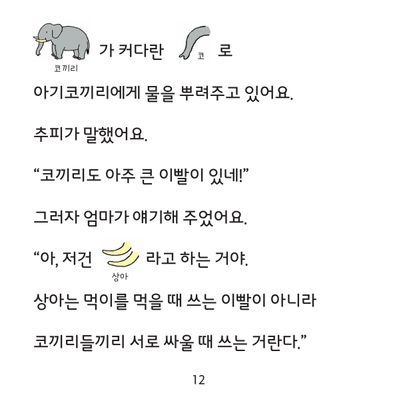 가 커다란 코 로
코끼리
아기코끼리에게 물을 뿌려주고 있어요.
추피가 말했어요.
“코끼리도 아주 큰 이빨이 있네!”
그러자 엄마가 얘기해 주었어요.
“아, 저건 라고 하는 거야.
상아
상아는 먹이를 먹을 때 쓰는 이빨이 아니라
코끼리들끼리 서로 싸울 때 쓰는 거란다.”
12